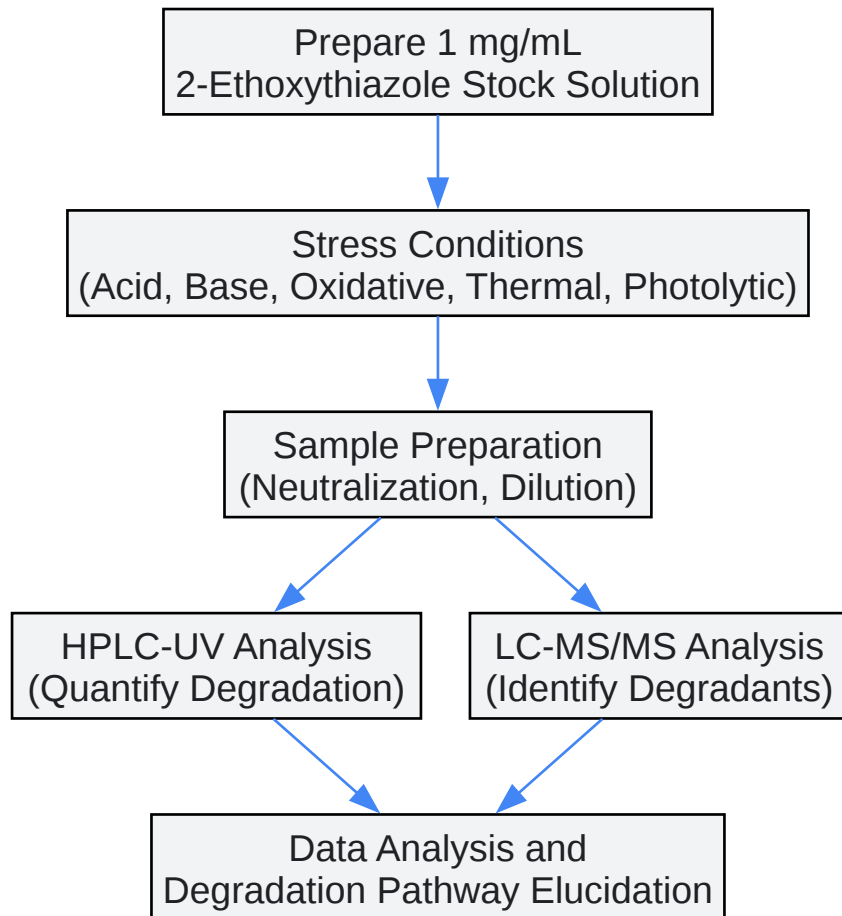 Prepare 1 mg/mL
2-Ethoxythiazole Stock Solution
Stress Conditions
(Acid, Base, Oxidative, Thermal, Photolytic)
Sample Preparation
(Neutralization, Dilution)
HPLC-UV Analysis
(Quantify Degradation)
LC-MS/MS Analysis
(Identify Degradants)
Data Analysis and
Degradation Pathway Elucidation